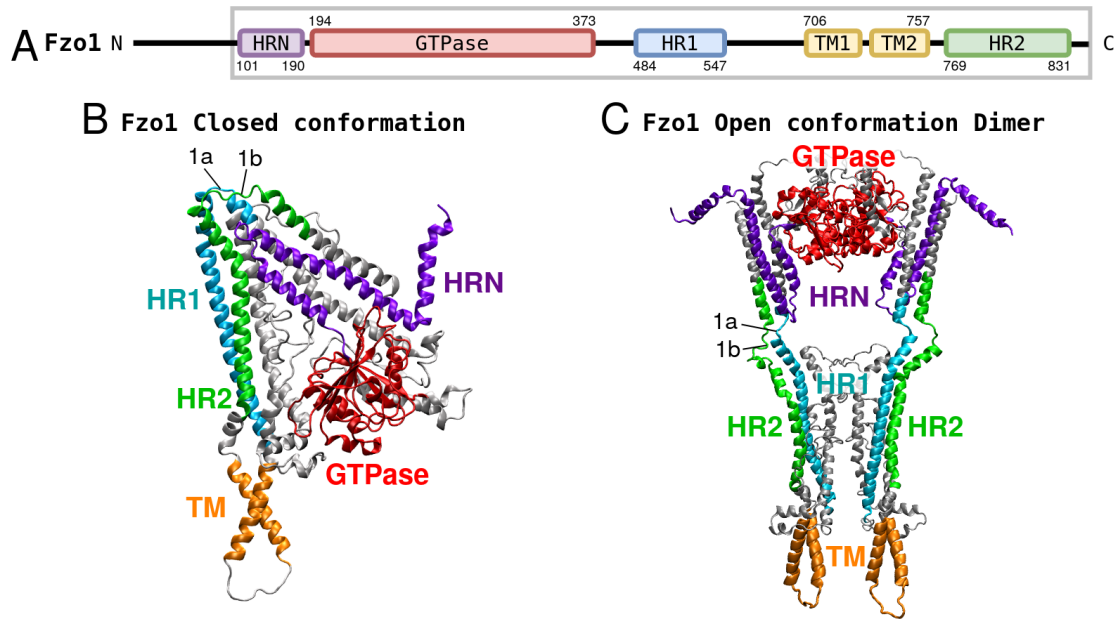 A Fzo1 N HRN GTPase HR1 TM1 TM2 HR2 C
194 373 706 757
101 190 484 547 769 831
B Fzo1 Closed conformation
1a 1b
HRN
HR1
HR2
GTPase
TM
C Fzo1 Open conformation Dimer
GTPase
HRN
1a
1b
HR1
HR2 HR2
TM